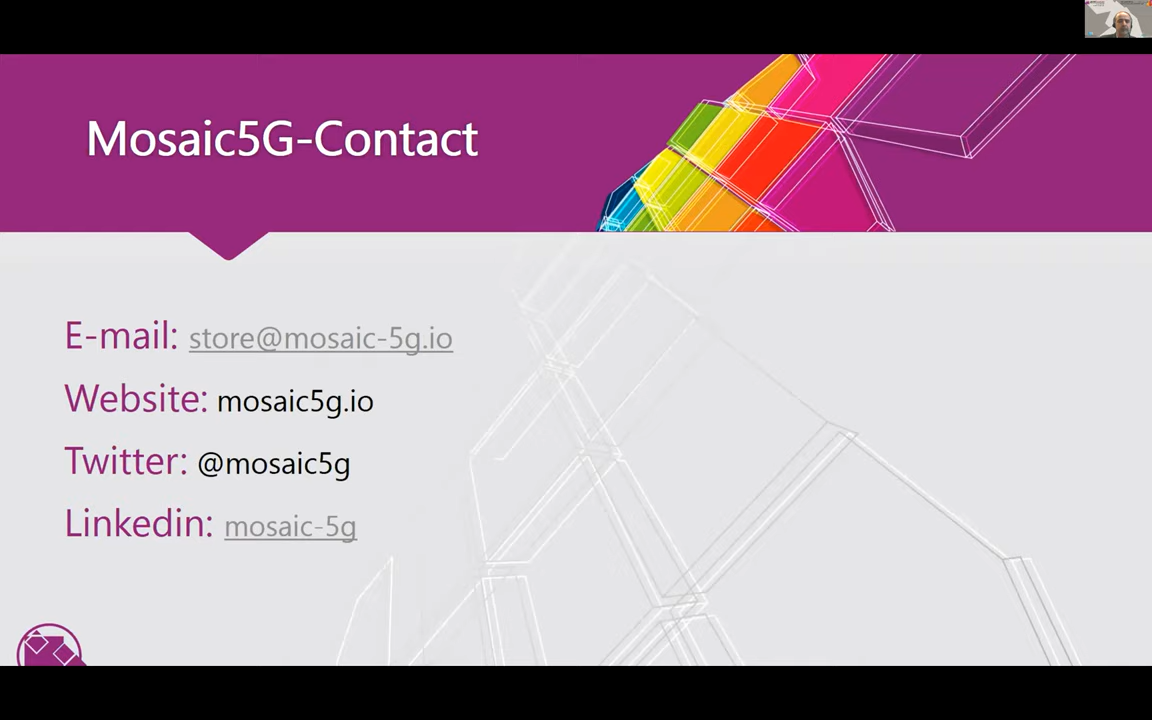 Mosaic5G-Contact
E-mail: store@mosaic-5g.io
Website: mosaic5g.io
Twitter: @mosaic5g
Linkedin: mosaic-5g